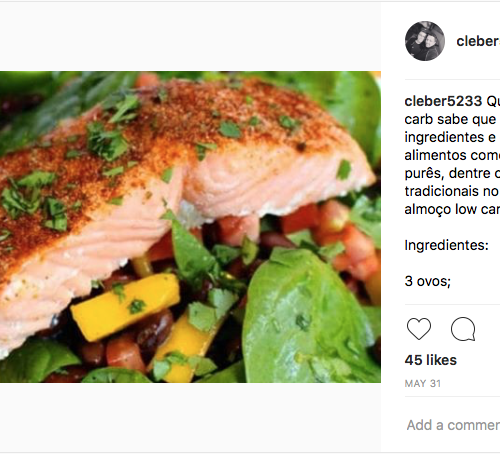 cleber
cleber5233 Qu
carb sabe que
ingredientes e
alimentos com
purês, dentre
tradicionais no
almoço low car
Ingredientes:
3 ovos;
45 likes
MAY 31
Add a commen